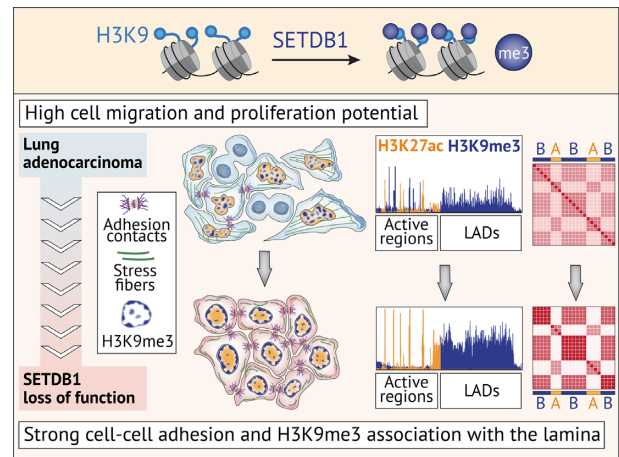 H3K9
SETDB1
me3
High cell migration and proliferation potential
Lung
adenocarcinoma
Adhesion
contacts
Stress
fibers
H3K9me3
SETDB1
loss of function
H3K27ac H3K9me3
Active
regions
LADs
B A B A B
Active
regions
LADs
B A B A B
Strong cell-cell adhesion and H3K9me3 association with the lamina